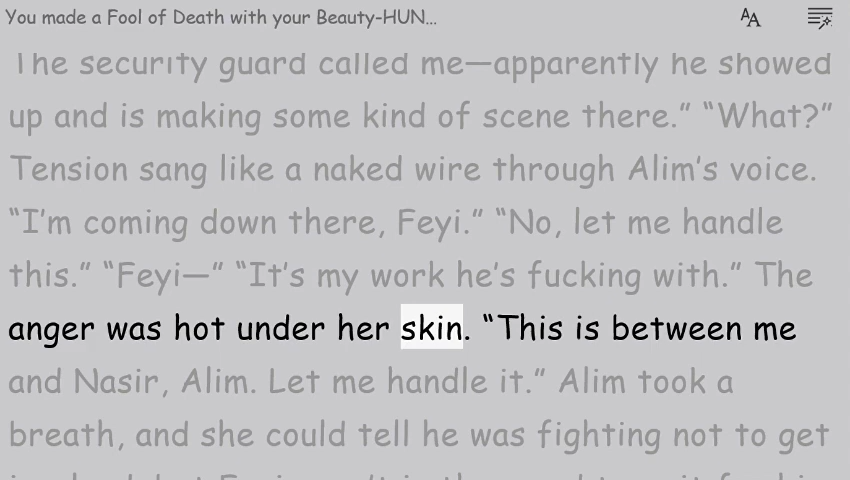 You made a Fool of Death with your Beauty-HUN...
AA
The security guard called me—apparently he showed
up and is making some kind of scene there.” “What?”
Tension sang like a naked wire through Alim’s voice.
“I’m coming down there, Feyi.” “No, let me handle
this.” “Feyi—” “It’s my work he’s fucking with.” The
anger was hot under her skin. “This is between me
and Nasir, Alim. Let me handle it.” Alim took a
breath, and she could tell he was fighting not to get